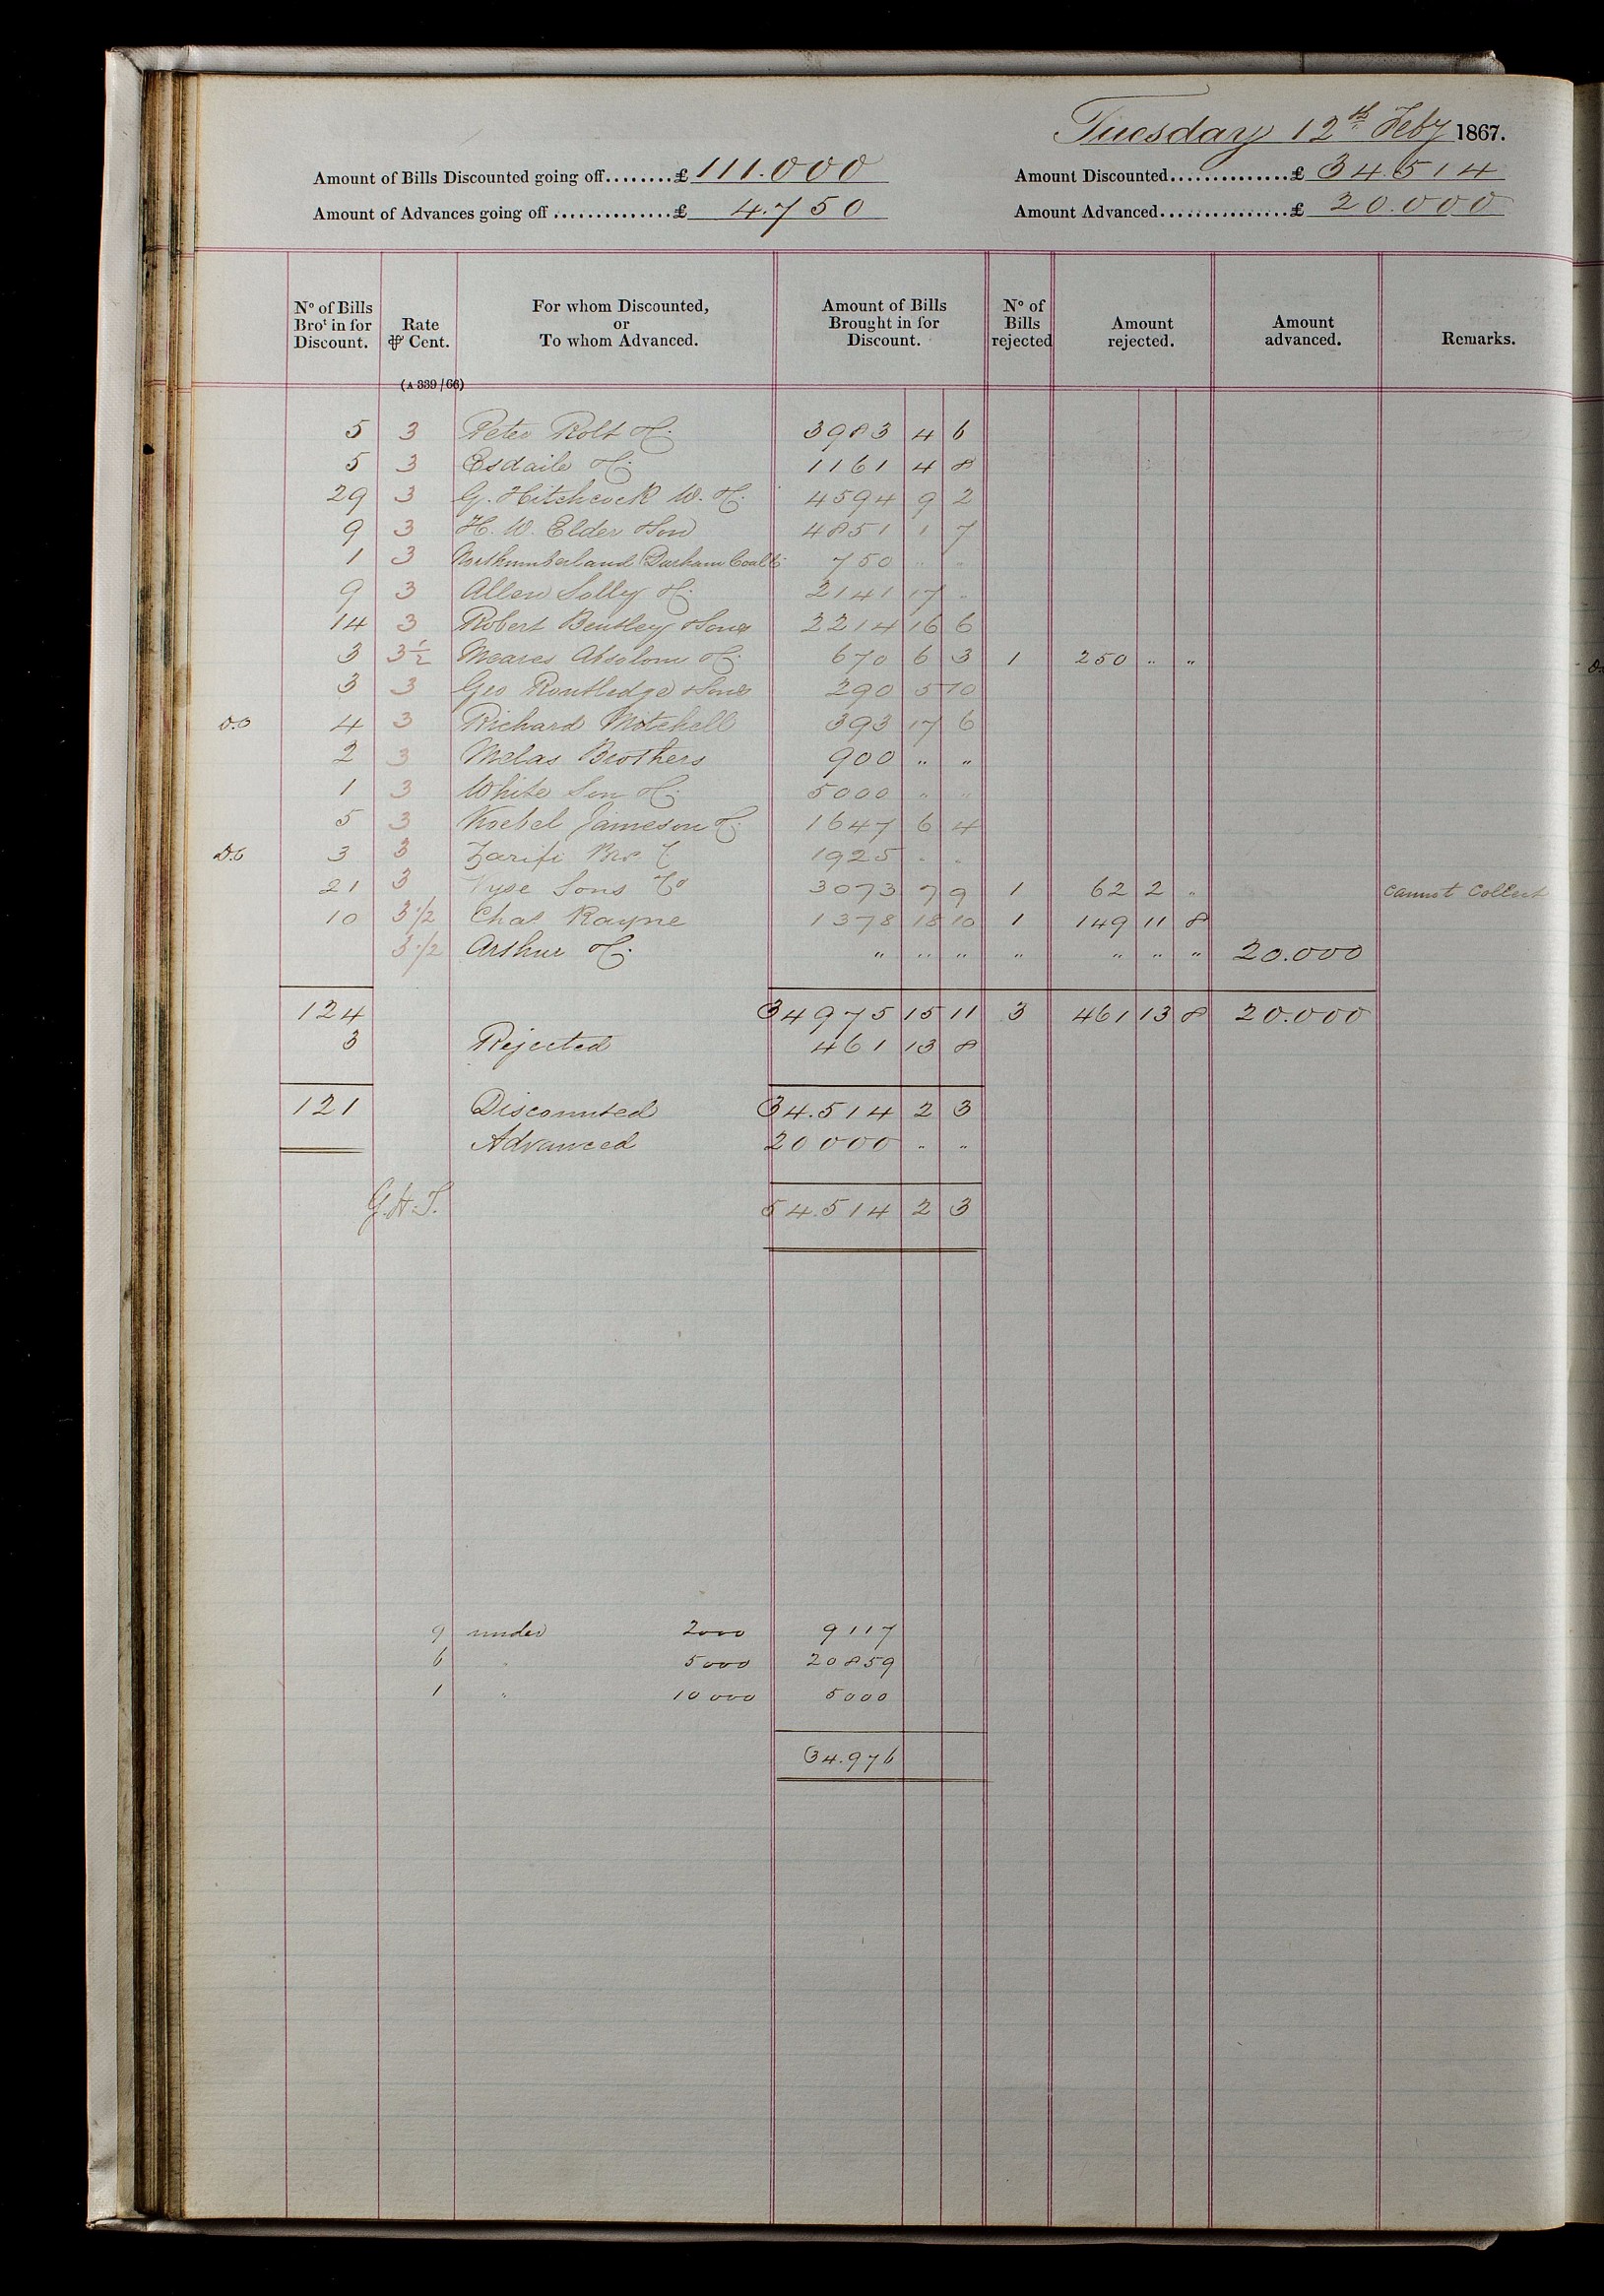 Tuesday 12th Feby 1867.
Amount of Bills Discounted going off........£ 111.000 Amount Discounted..............£ 34.514
Amount of Advances going off..............£ 4.750 Amount Advanced................£ 20.000
No of Bills Brot in for Discount. Rate ⅌ Cent. For whom Discounted, or To whom Advanced. Amount of Bills Brought in for Discount. No of Bills rejected Amount rejected. Amount advanced. Remarks.
(A 339/66)
5 3 Peter Rolt & Co. 3983 4 6
5 3 Esdaile & Co. 1161 4 8
29 3 G. Hitchcock W. & Co. 4594 9 2
9 3 H. W. Elder & Son 4851 1 7
1 3 Northumberland & Durham Coal Co 750 " "
9 3 Allen Solly & Co. 2141 17 "
14 3 Robert Bentley & Sons 2214 16 6
3 3½ Meares Absolom & Co. 670 6 3 1 250 " "
3 3 Geo Routledge & Sons 290 5 10
D.O 4 3 Richard Mitchell 393 17 6
2 3 Melas Brothers 900 " "
1 3 White Son & Co. 5000 " "
5 3 Koebel Jameson & Co. 1647 6 4
D.O 3 3 Zarifi Bro. C 1925 " "
21 3 Vyse Sons Co 3073 7 9 1 62 2 " Cannot Collect
10 3½ Chas Rayne 1378 18 10 1 149 11 8
3½ Arthur & Co. " " " " " " " 20.000
124 34975 15 11 3 461 13 8 20.000
3 Rejected 461 13 8
121 Discounted 34.514 2 3
Advanced 20000 " "
G.H.T. 54.514 2 3
9 under 2000 9117
6 " 5000 20859
1 " 10000 5000
34.976